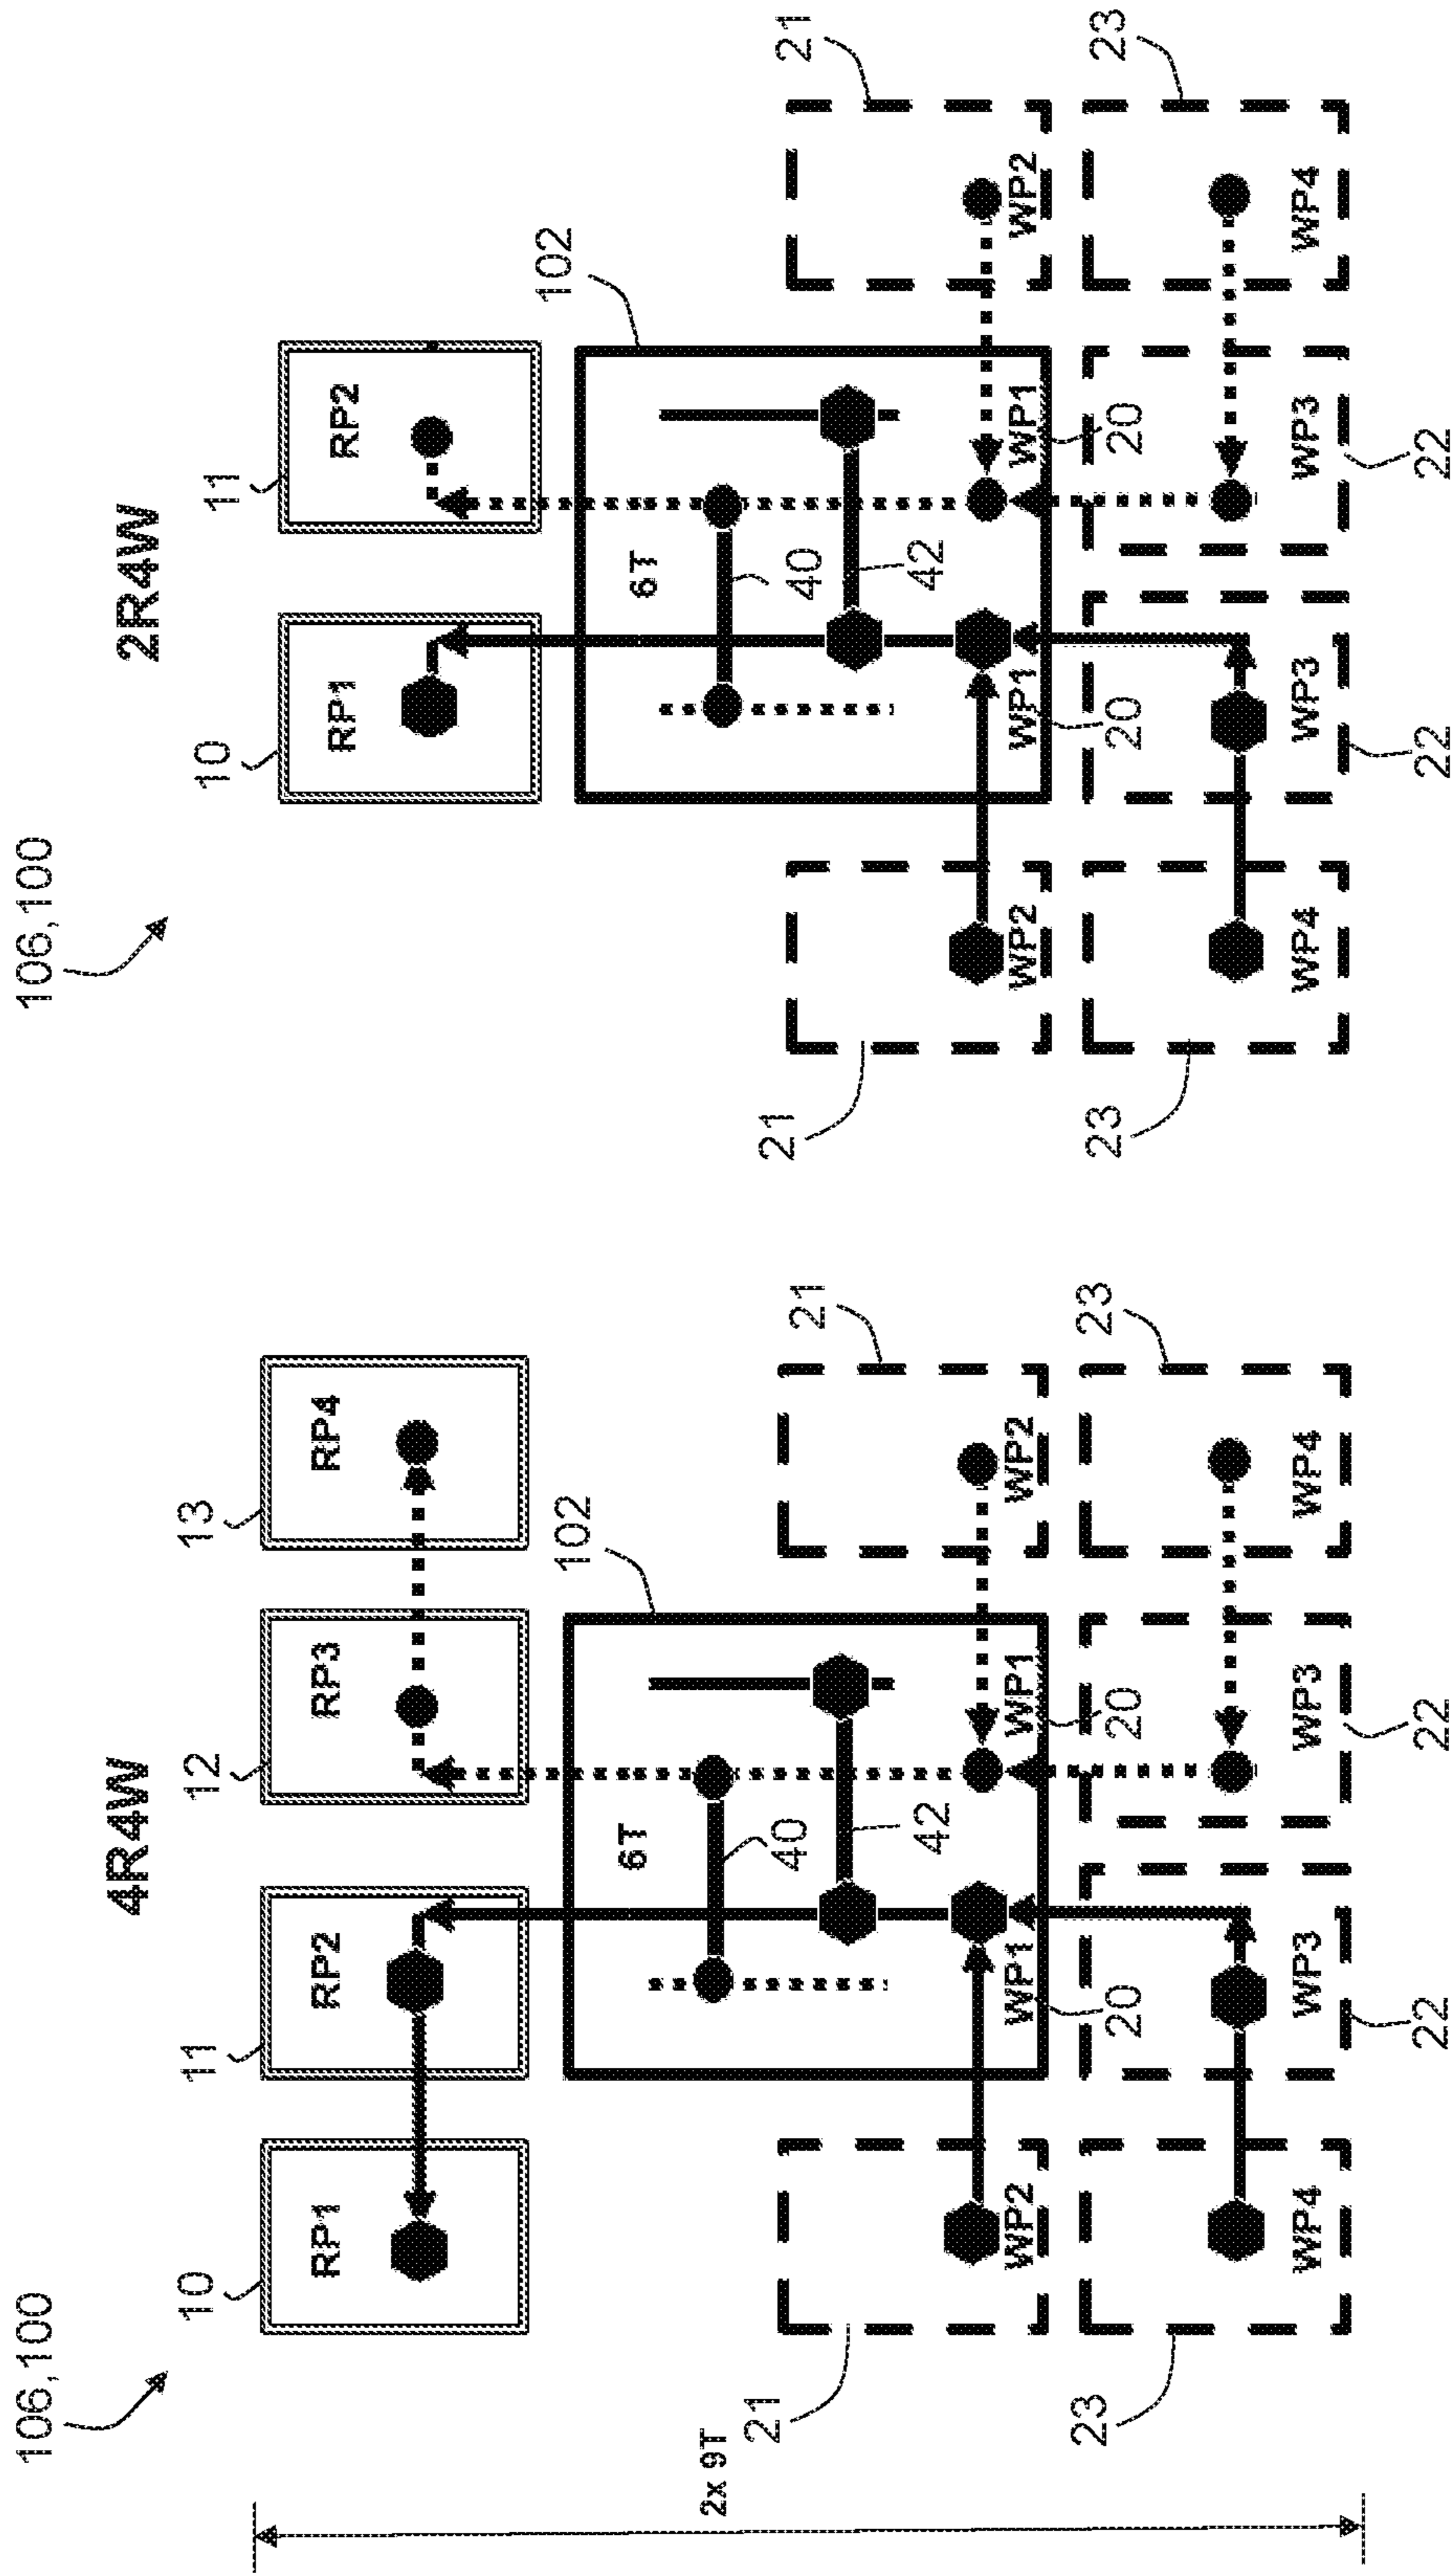 106,100
4R4W
10 11 12 13
RP1 RP2 RP3 RP4
102
6T
2x 9T
40
21 21
42
WP2 WP1 WP1 WP2
23 20 20 23
WP4 WP3 WP3 WP4
22 22
106,100
2R4W
10 11
RP1 RP2
102
6T
40
21 21
42
WP2 WP1 WP1 WP2
23 20 20 23
WP4 WP3 WP3 WP4
22 22